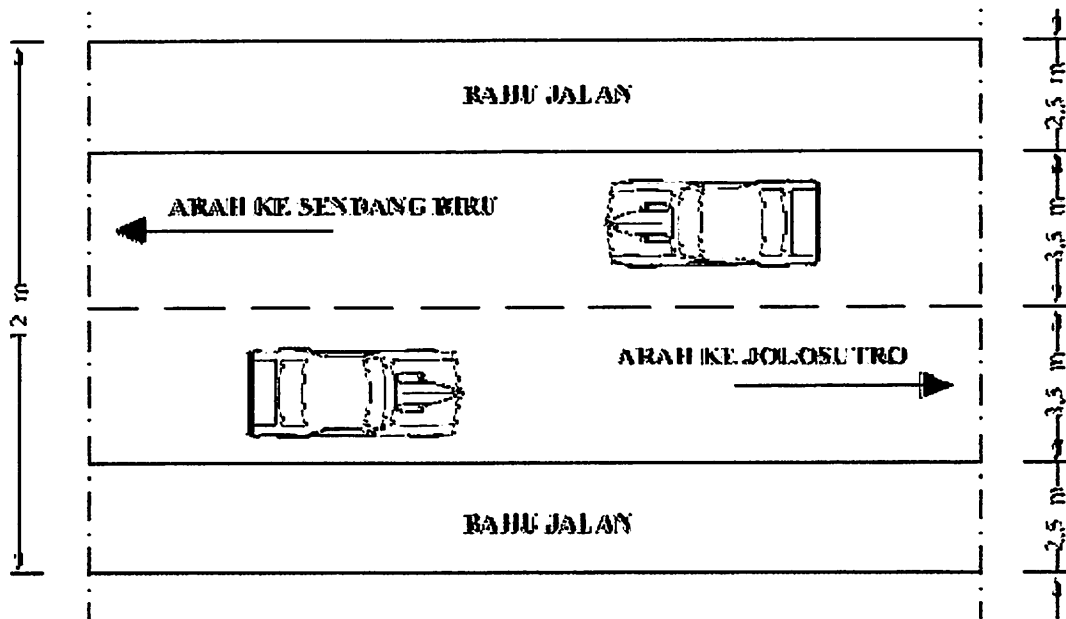 BAHU JALAN
ARAH KE SENDANG BIRU
ARAH KE JOLOSUTRO
BAHU JALAN
12 m
2,5 m
3,5 m
3,5 m
2,5 m